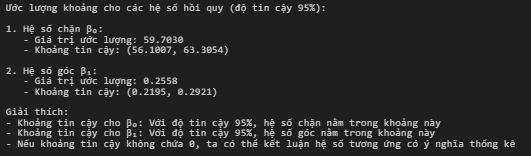 Ước lượng khoảng cho các hệ số hồi quy (độ tin cậy 95%):
1. Hệ số chặn β₀:
- Giá trị ước lượng: 59.7030
- Khoảng tin cậy: (56.1007, 63.3054)
2. Hệ số góc β₁:
- Giá trị ước lượng: 0.2558
- Khoảng tin cậy: (0.2195, 0.2921)
Giải thích:
- Khoảng tin cậy cho β₀: Với độ tin cậy 95%, hệ số chặn nằm trong khoảng này
- Khoảng tin cậy cho β₁: Với độ tin cậy 95%, hệ số góc nằm trong khoảng này
- Nếu khoảng tin cậy không chứa 0, ta có thể kết luận hệ số tương ứng có ý nghĩa thống kê